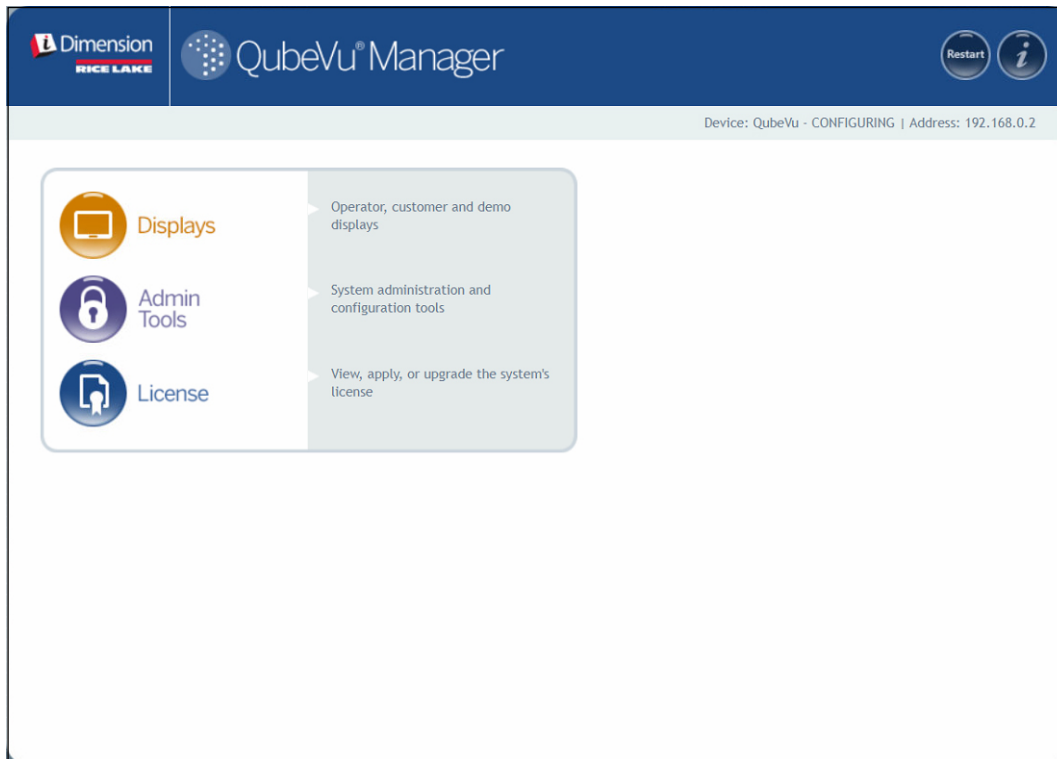 iDimension
RICE LAKE
QubeVu® Manager
Restart
i
Device: QubeVu - CONFIGURING | Address: 192.168.0.2
Displays
Operator, customer and demo
displays
Admin
Tools
System administration and
configuration tools
License
View, apply, or upgrade the system's
license